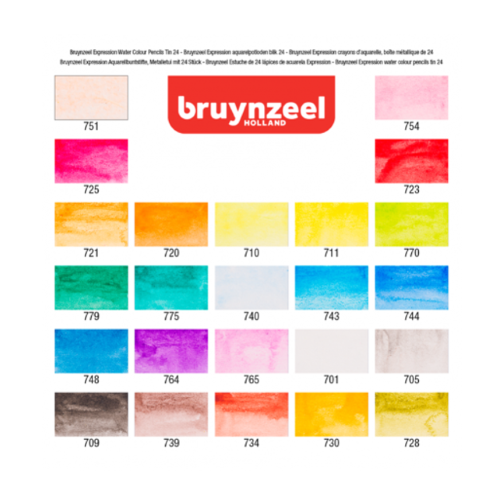 Bruynzeel Expression Water Colour Pencils Tin 24 – Bruynzeel Expression aquarelpotloden blik 24 – Bruynzeel Expression crayons d'aquarelle, boîte métallique de 24
Bruynzeel Expression Aquarellbuntstifte, Metalletui mit 24 Stück – Bruynzeel Estuche de 24 lápices de acuarela Expression – Bruynzeel Expression water colour pencils tin 24
bruynzeel
HOLLAND
751 754
725 723
721 720 710 711 770
779 775 740 743 744
748 764 765 701 705
709 739 734 730 728